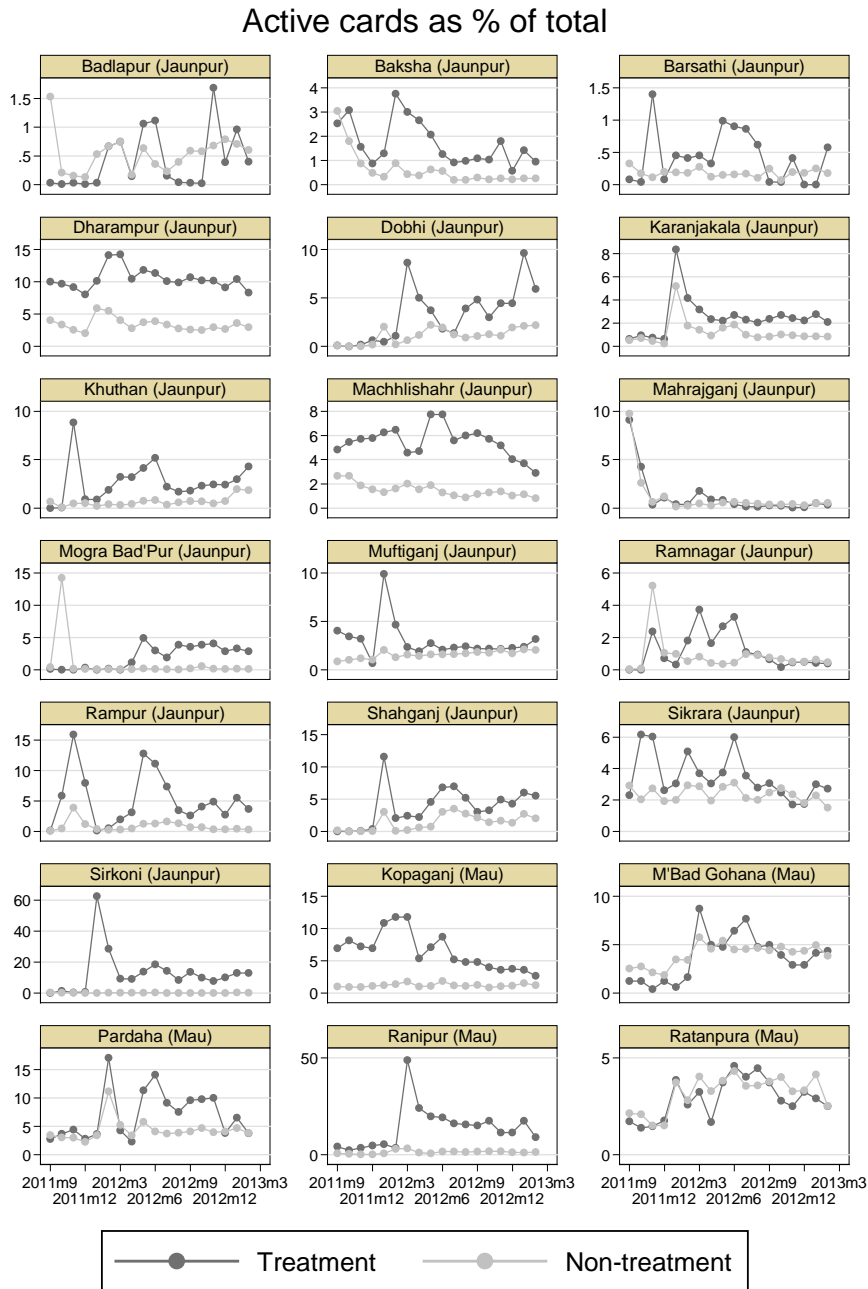 Active cards as % of total
Badlapur (Jaunpur) Baksha (Jaunpur) Barsathi (Jaunpur)
1.5 4 1.5
1 3 1
.5 2 .5
0 1 0
0
Dharampur (Jaunpur) Dobhi (Jaunpur) Karanjakala (Jaunpur)
15 10 8
10 5 6
5 0 4
0 2
0
Khuthan (Jaunpur) Machhlishahr (Jaunpur) Mahrajganj (Jaunpur)
10 8 10
5 6 5
0 4 0
2
0
Mogra Bad'Pur (Jaunpur) Muftiganj (Jaunpur) Ramnagar (Jaunpur)
15 10 6
10 5 4
5 0 2
0 0
Rampur (Jaunpur) Shahganj (Jaunpur) Sikrara (Jaunpur)
15 15 6
10 10 4
5 5 2
0 0 0
Sirkoni (Jaunpur) Kopaganj (Mau) M'Bad Gohana (Mau)
60 15 10
40 10 5
20 5 0
0 0
Pardaha (Mau) Ranipur (Mau) Ratanpura (Mau)
15 50 5
10 0 0
5
0
2011m9 2012m3 2012m9 2013m3 2011m9 2012m3 2012m9 2013m3 2011m9 2012m3 2012m9 2013m3
2011m12 2012m6 2012m12 2011m12 2012m6 2012m12 2011m12 2012m6 2012m12
Treatment Non-treatment